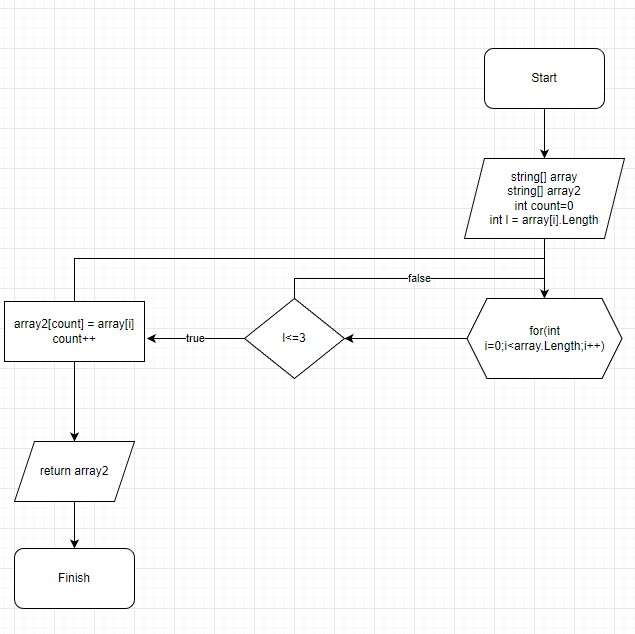 Start
string[] array
string[] array2
int count=0
int l = array[i].Length
false
for(int
i=0;i<array.Length;i++)
l<=3
true
array2[count] = array[i]
count++
return array2
Finish